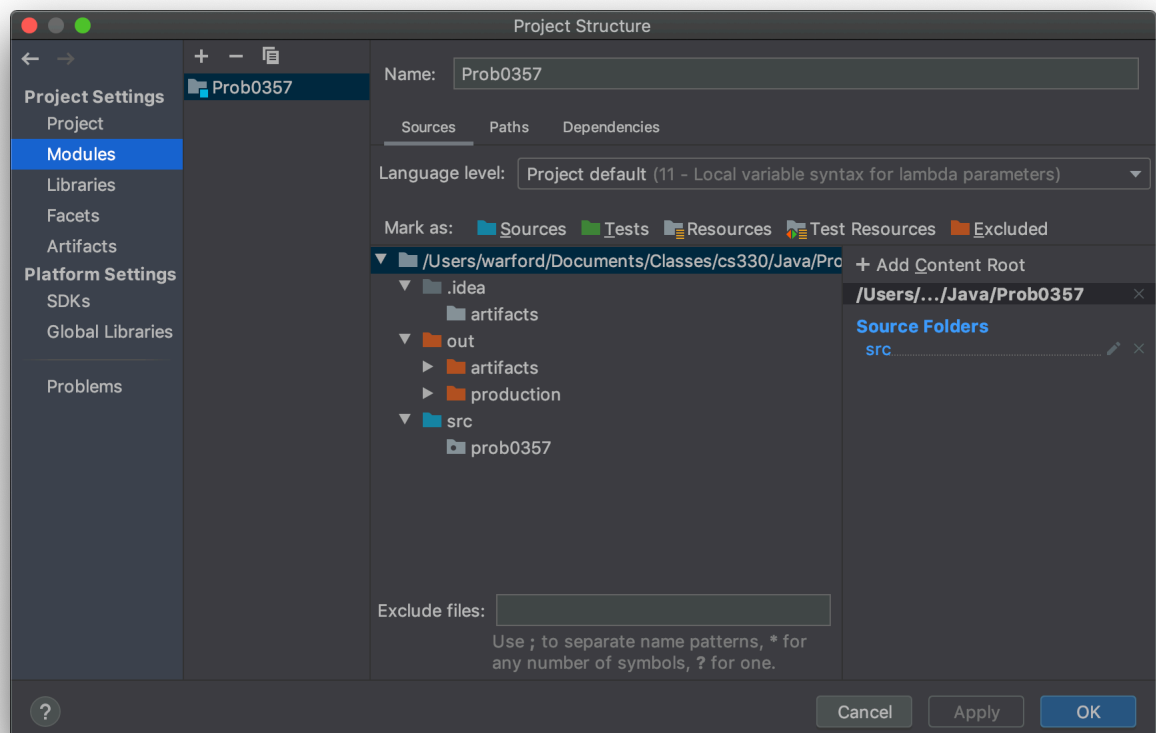 Project Structure
Project Settings
Project
Modules
Libraries
Facets
Artifacts
Platform Settings
SDKs
Global Libraries
Problems
Prob0357
Name: Prob0357
Sources Paths Dependencies
Language level: Project default (11 - Local variable syntax for lambda parameters)
Mark as: Sources Tests Resources Test Resources Excluded
/Users/warford/Documents/Classes/cs330/Java/Pro
.idea
artifacts
out
artifacts
production
src
prob0357
+ Add Content Root
/Users/.../Java/Prob0357
Source Folders
src
Exclude files:
Use ; to separate name patterns, * for
any number of symbols, ? for one.
?
Cancel Apply OK